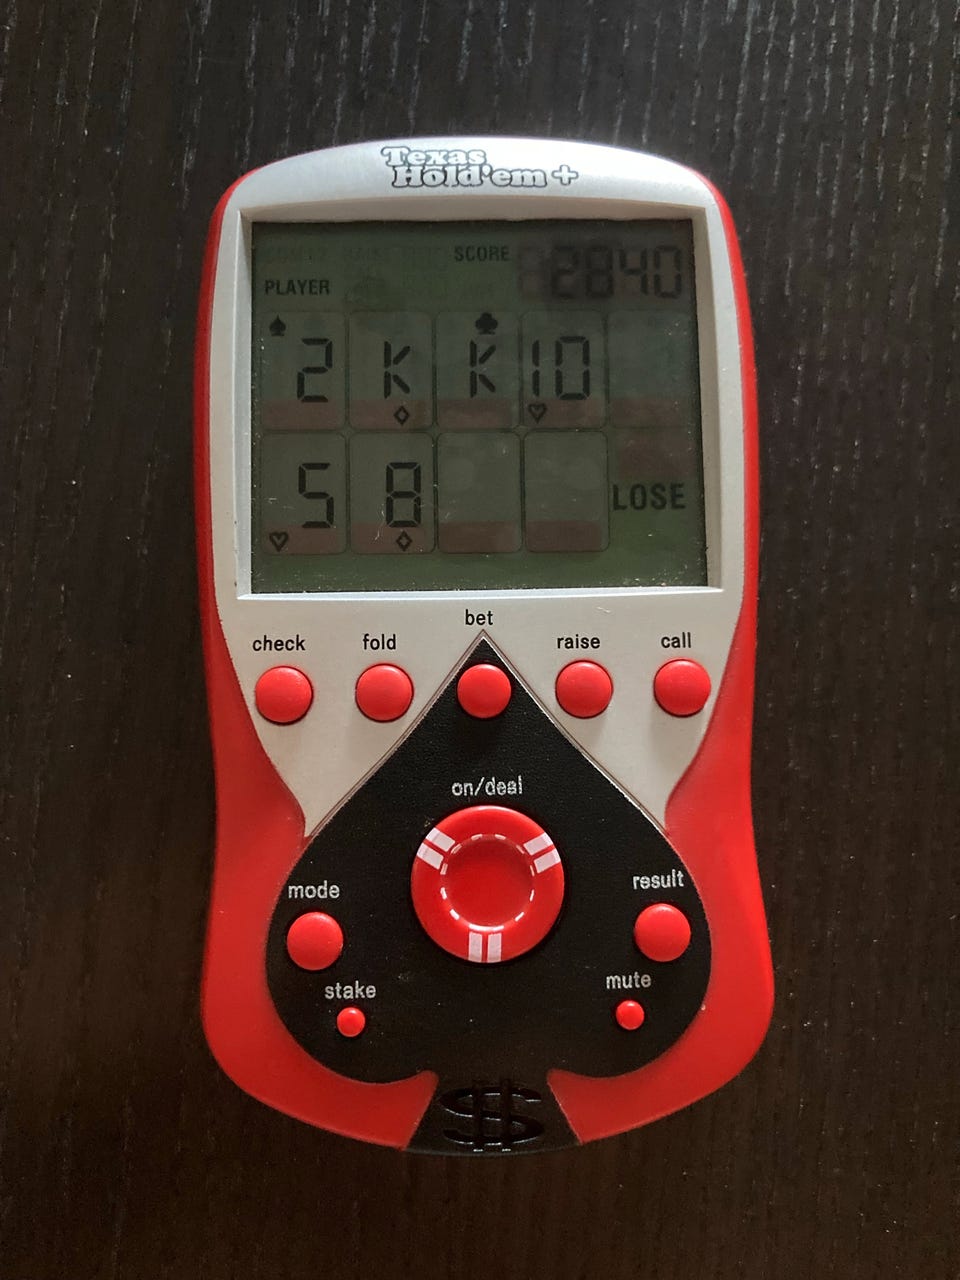 Texas
Hold'em +
SCORE 2840
PLAYER
♠ ♣
2 K K 10
♢ ♡
5 8
LOSE
♡ ♢
bet
check fold raise call
on/deal
mode result
stake mute
$